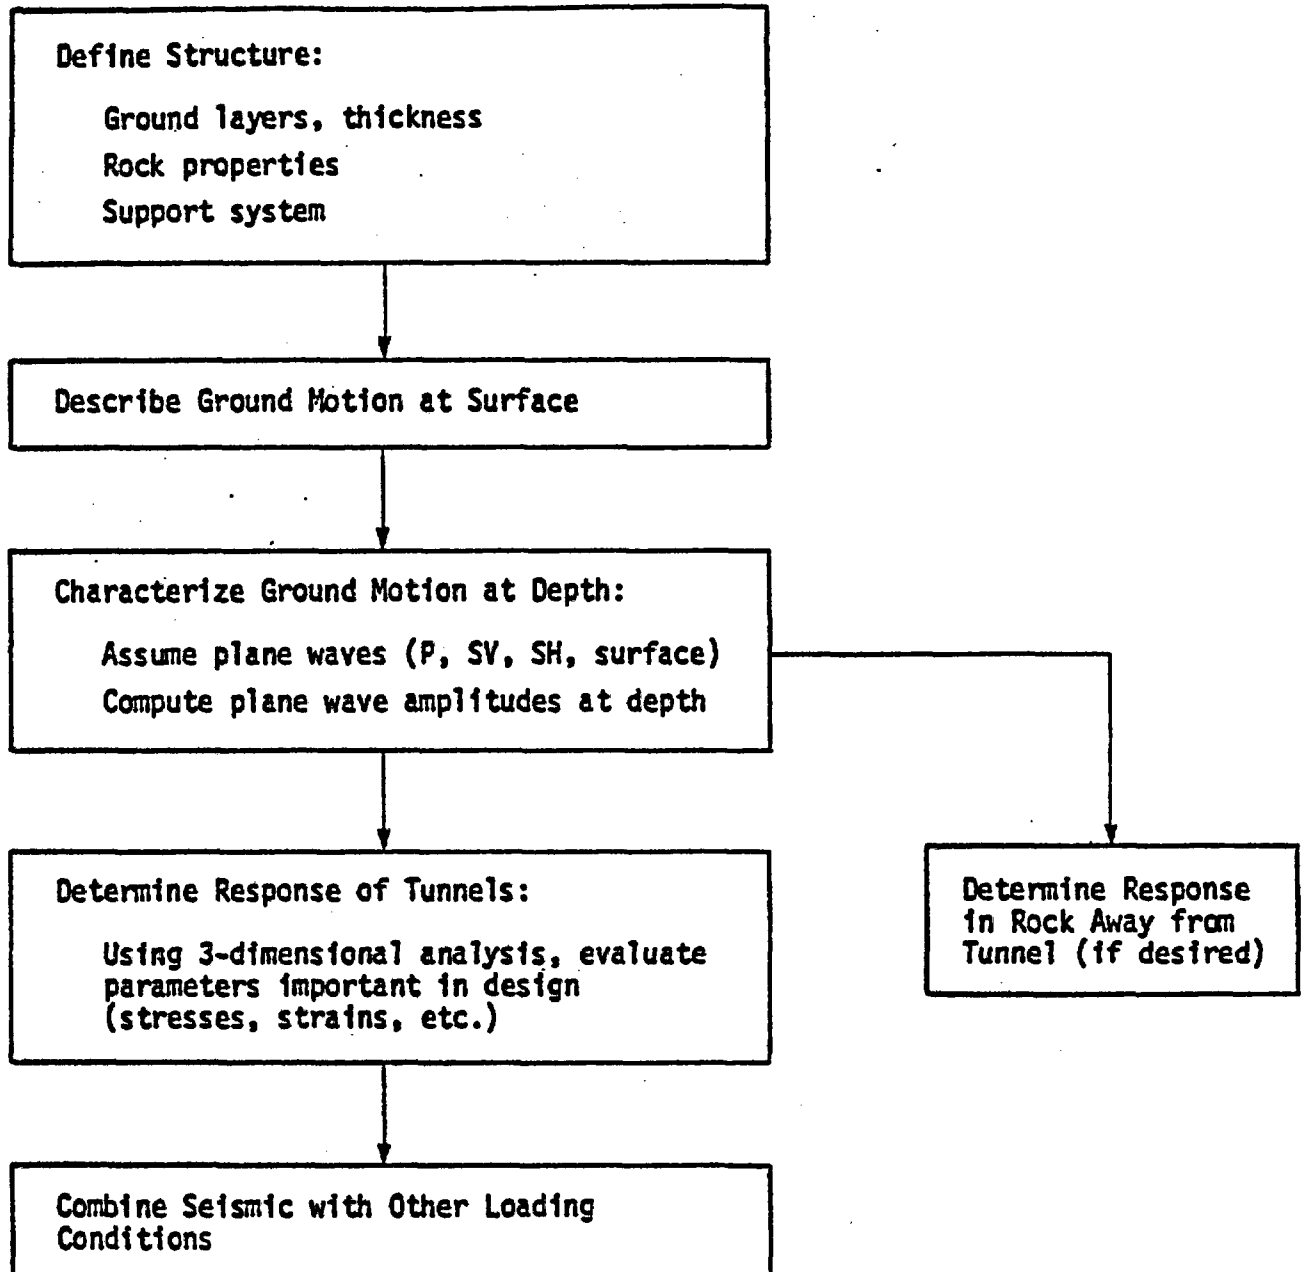 Define Structure:
Ground layers, thickness
Rock properties
Support system
Describe Ground Motion at Surface
Characterize Ground Motion at Depth:
Assume plane waves (P, SV, SH, surface)
Compute plane wave amplitudes at depth
Determine Response of Tunnels:
Using 3-dimensional analysis, evaluate
parameters important in design
(stresses, strains, etc.)
Determine Response
in Rock Away from
Tunnel (if desired)
Combine Seismic with Other Loading
Conditions